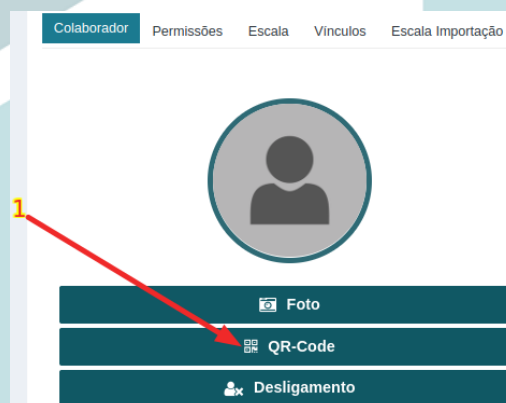 Colaborador Permissões Escala Vínculos Escala Importação
1
Foto
QR-Code
Desligamento